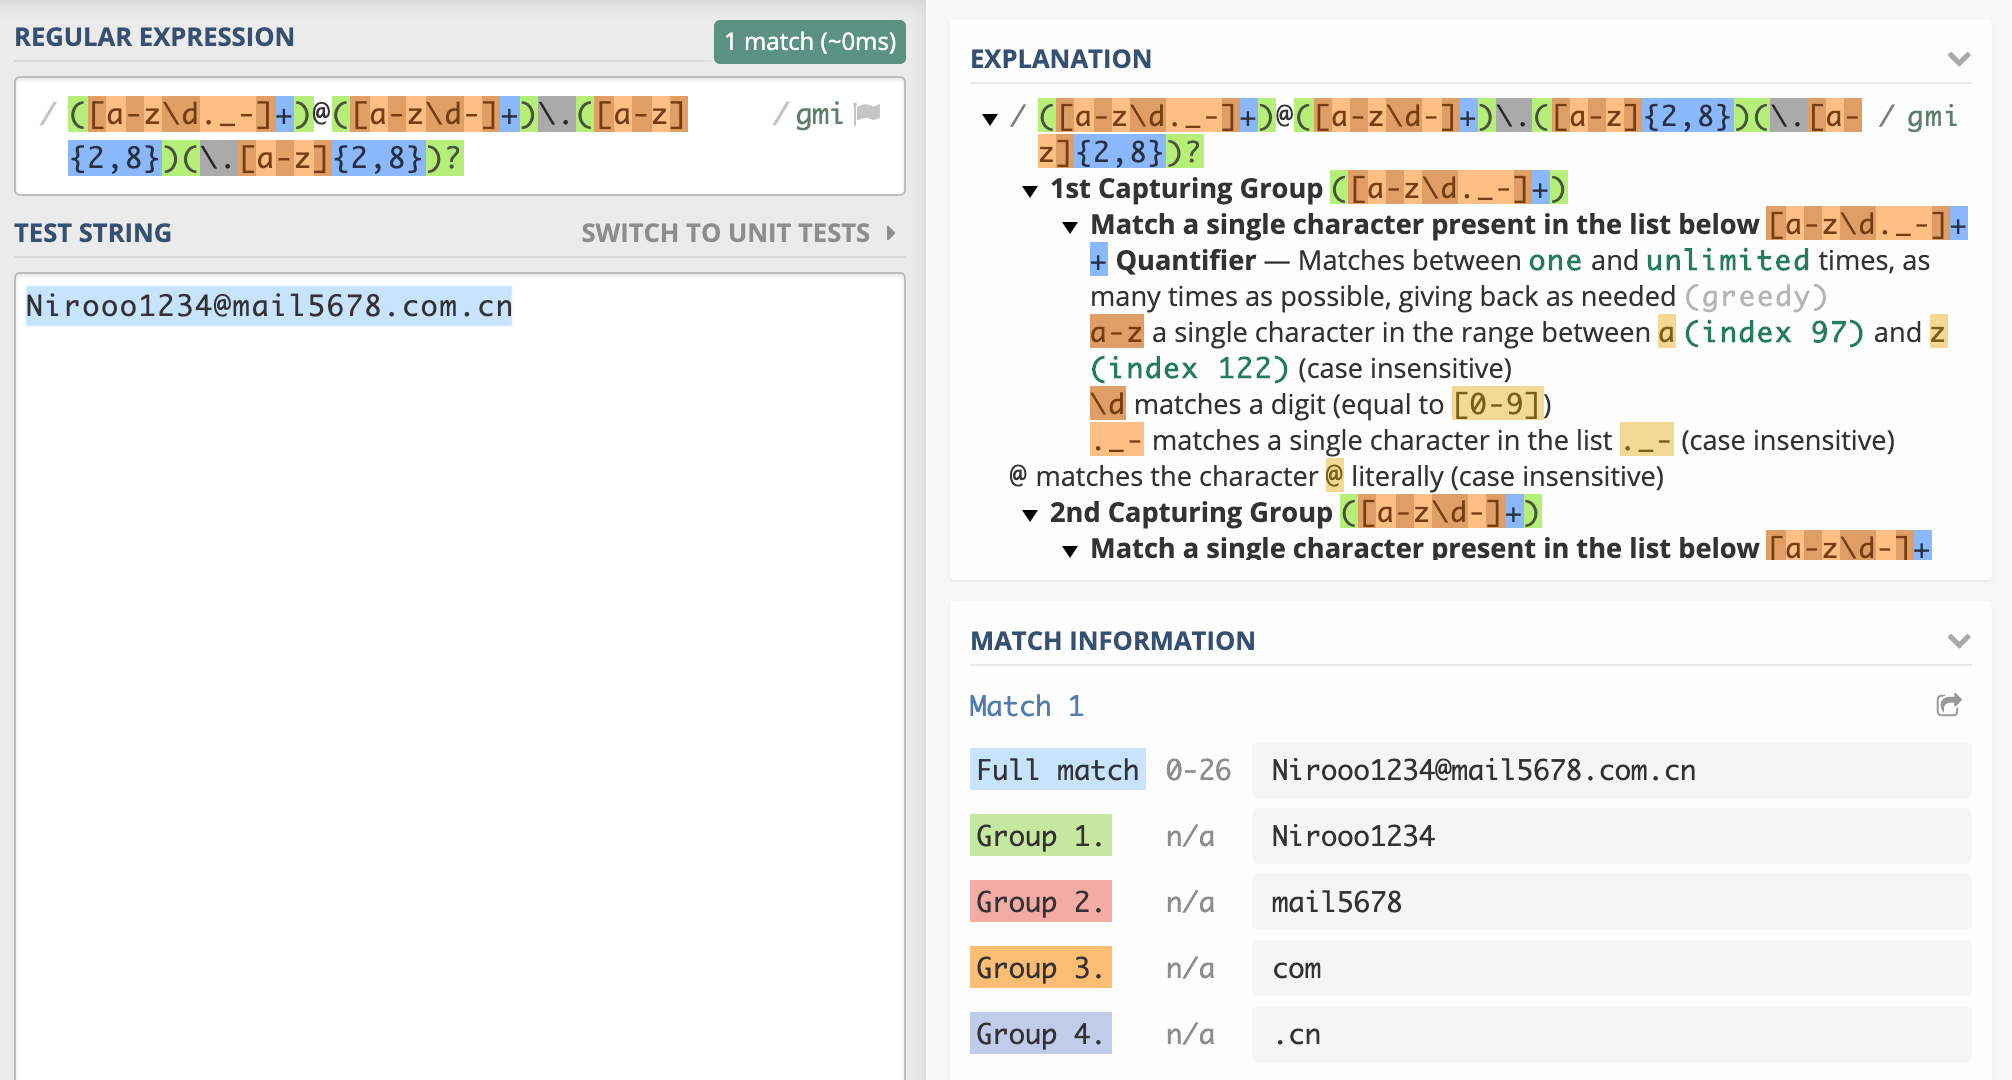 REGULAR EXPRESSION
1 match (~0ms)
/ ([a-z\d._-]+)@([a-z\d-]+)\.([a-z] / gmi
{2,8})(\.[a-z]{2,8})?
TEST STRING
SWITCH TO UNIT TESTS
Nirooo1234@mail5678.com.cn
EXPLANATION
/ ([a-z\d._-]+)@([a-z\d-]+)\.([a-z]{2,8})(\.[a- / gmi
z]{2,8})?
1st Capturing Group ([a-z\d._-]+)
Match a single character present in the list below [a-z\d._-]+
+ Quantifier — Matches between one and unlimited times, as
many times as possible, giving back as needed (greedy)
a-z a single character in the range between a (index 97) and z
(index 122) (case insensitive)
\d matches a digit (equal to [0-9])
._- matches a single character in the list ._- (case insensitive)
@ matches the character @ literally (case insensitive)
2nd Capturing Group ([a-z\d-]+)
Match a single character present in the list below [a-z\d-]+
MATCH INFORMATION
Match 1
Full match 0-26 Nirooo1234@mail5678.com.cn
Group 1. n/a Nirooo1234
Group 2. n/a mail5678
Group 3. n/a com
Group 4. n/a .cn